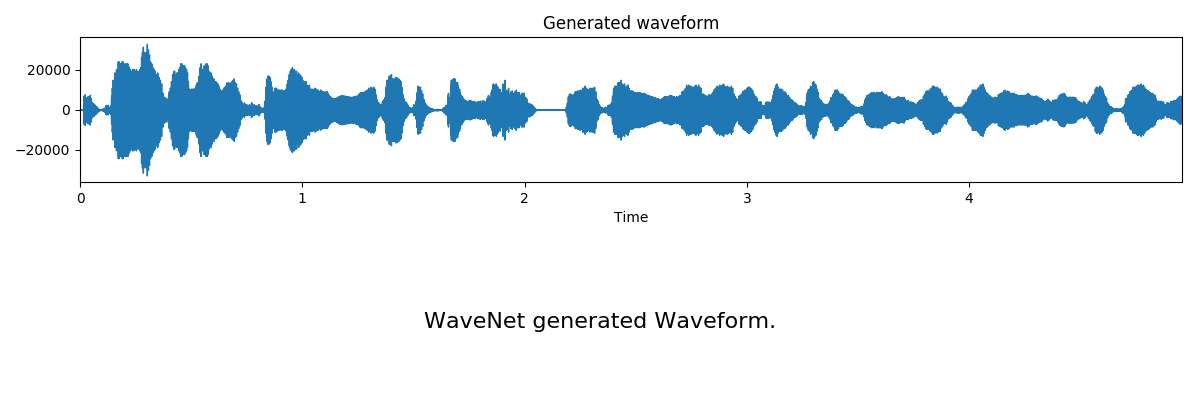 Generated waveform
20000
0
−20000
0 1 2 3 4
Time
WaveNet generated Waveform.